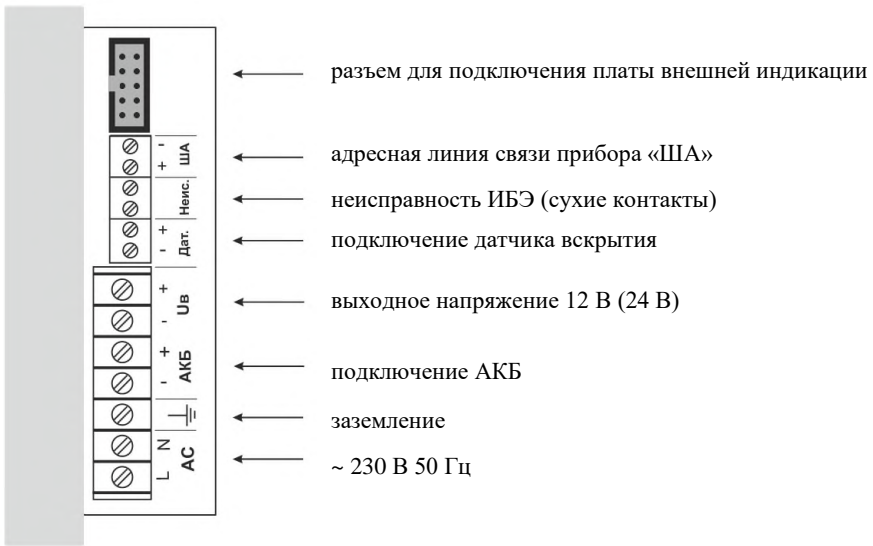 разъем для подключения платы внешней индикации
- + ША
адресная линия связи прибора «ША»
Неис.
неисправность ИБЭ (сухие контакты)
+ - Дат.
подключение датчика вскрытия
+ - Uв
выходное напряжение 12 В (24 В)
+ - АКБ
подключение АКБ
заземление
N L AC
~ 230 В 50 Гц